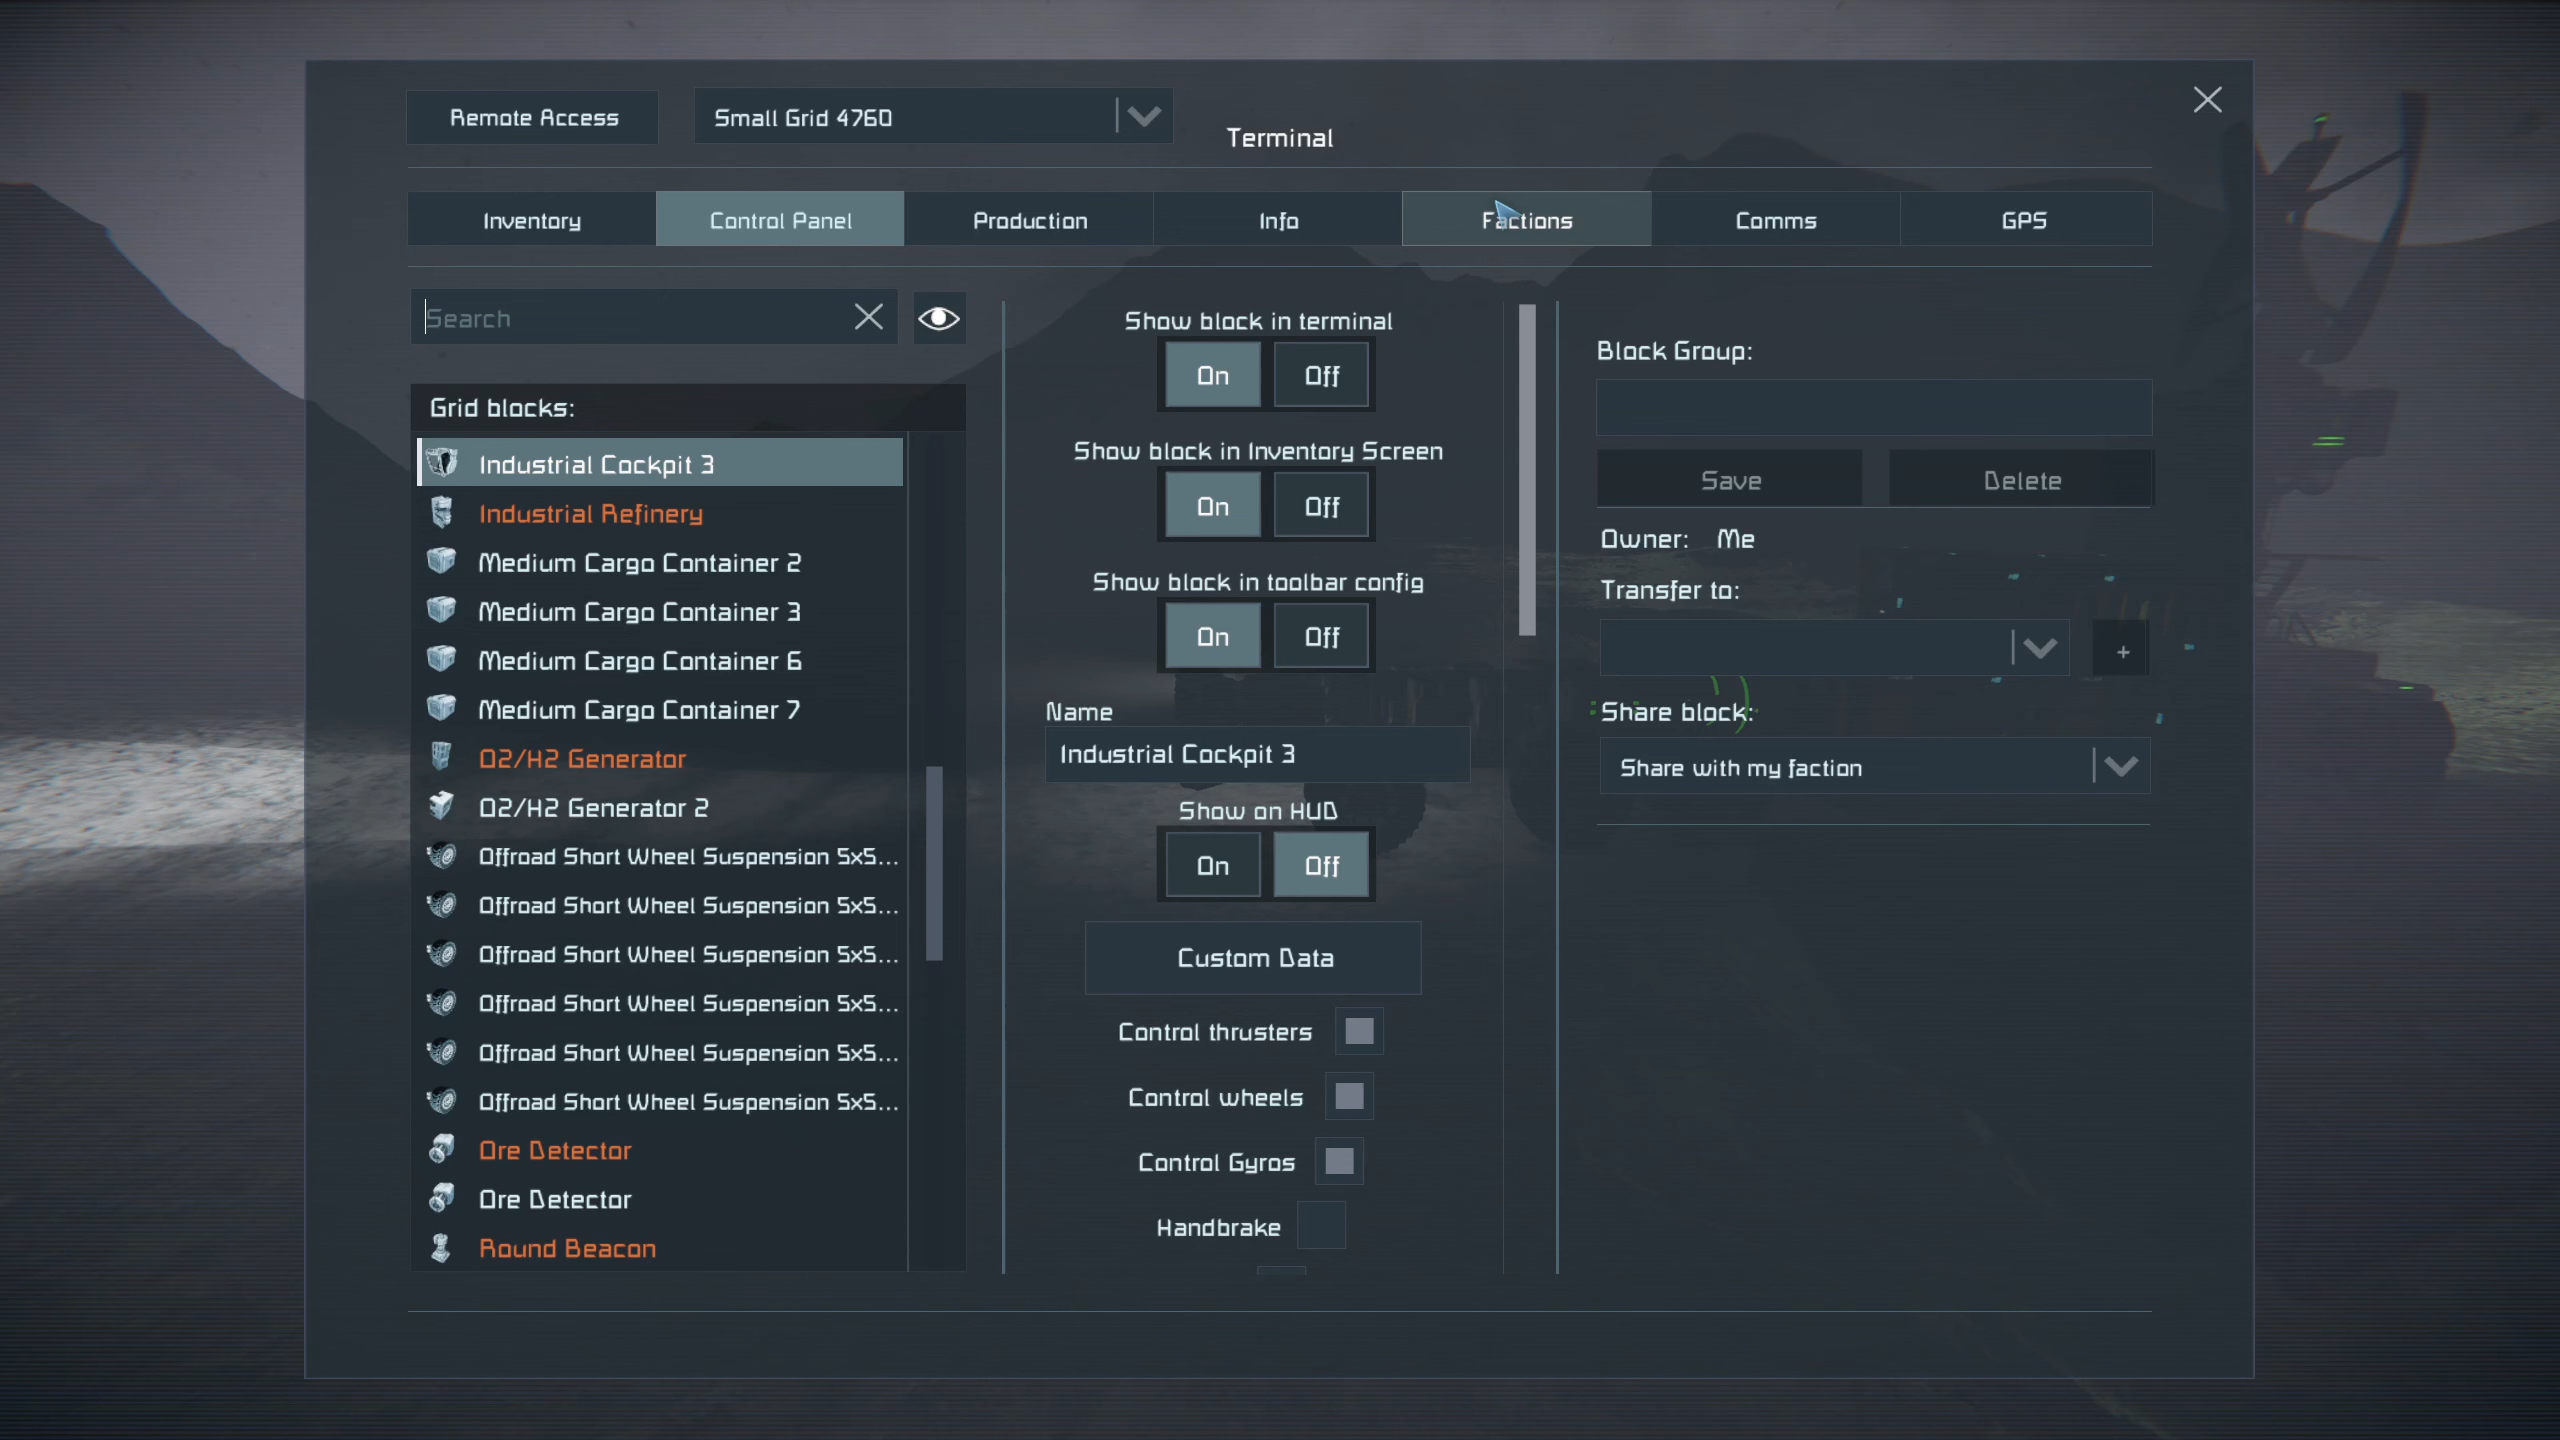 Remote Access
Small Grid 4760
Terminal
Inventory
Control Panel
Production
Info
Factions
Comms
GPS
Search
Grid blocks:
Industrial Cockpit 3
Industrial Refinery
Medium Cargo Container 2
Medium Cargo Container 3
Medium Cargo Container 6
Medium Cargo Container 7
O2/H2 Generator
O2/H2 Generator 2
Offroad Short Wheel Suspension 5x5...
Offroad Short Wheel Suspension 5x5...
Offroad Short Wheel Suspension 5x5...
Offroad Short Wheel Suspension 5x5...
Offroad Short Wheel Suspension 5x5...
Offroad Short Wheel Suspension 5x5...
Ore Detector
Ore Detector
Round Beacon
Show block in terminal
On Off
Show block in Inventory Screen
On Off
Show block in toolbar config
On Off
Name
Industrial Cockpit 3
Show on HUD
On Off
Custom Data
Control thrusters
Control wheels
Control Gyros
Handbrake
Block Group:
Save
Delete
Owner: Me
Transfer to:
+
Share block:
Share with my faction